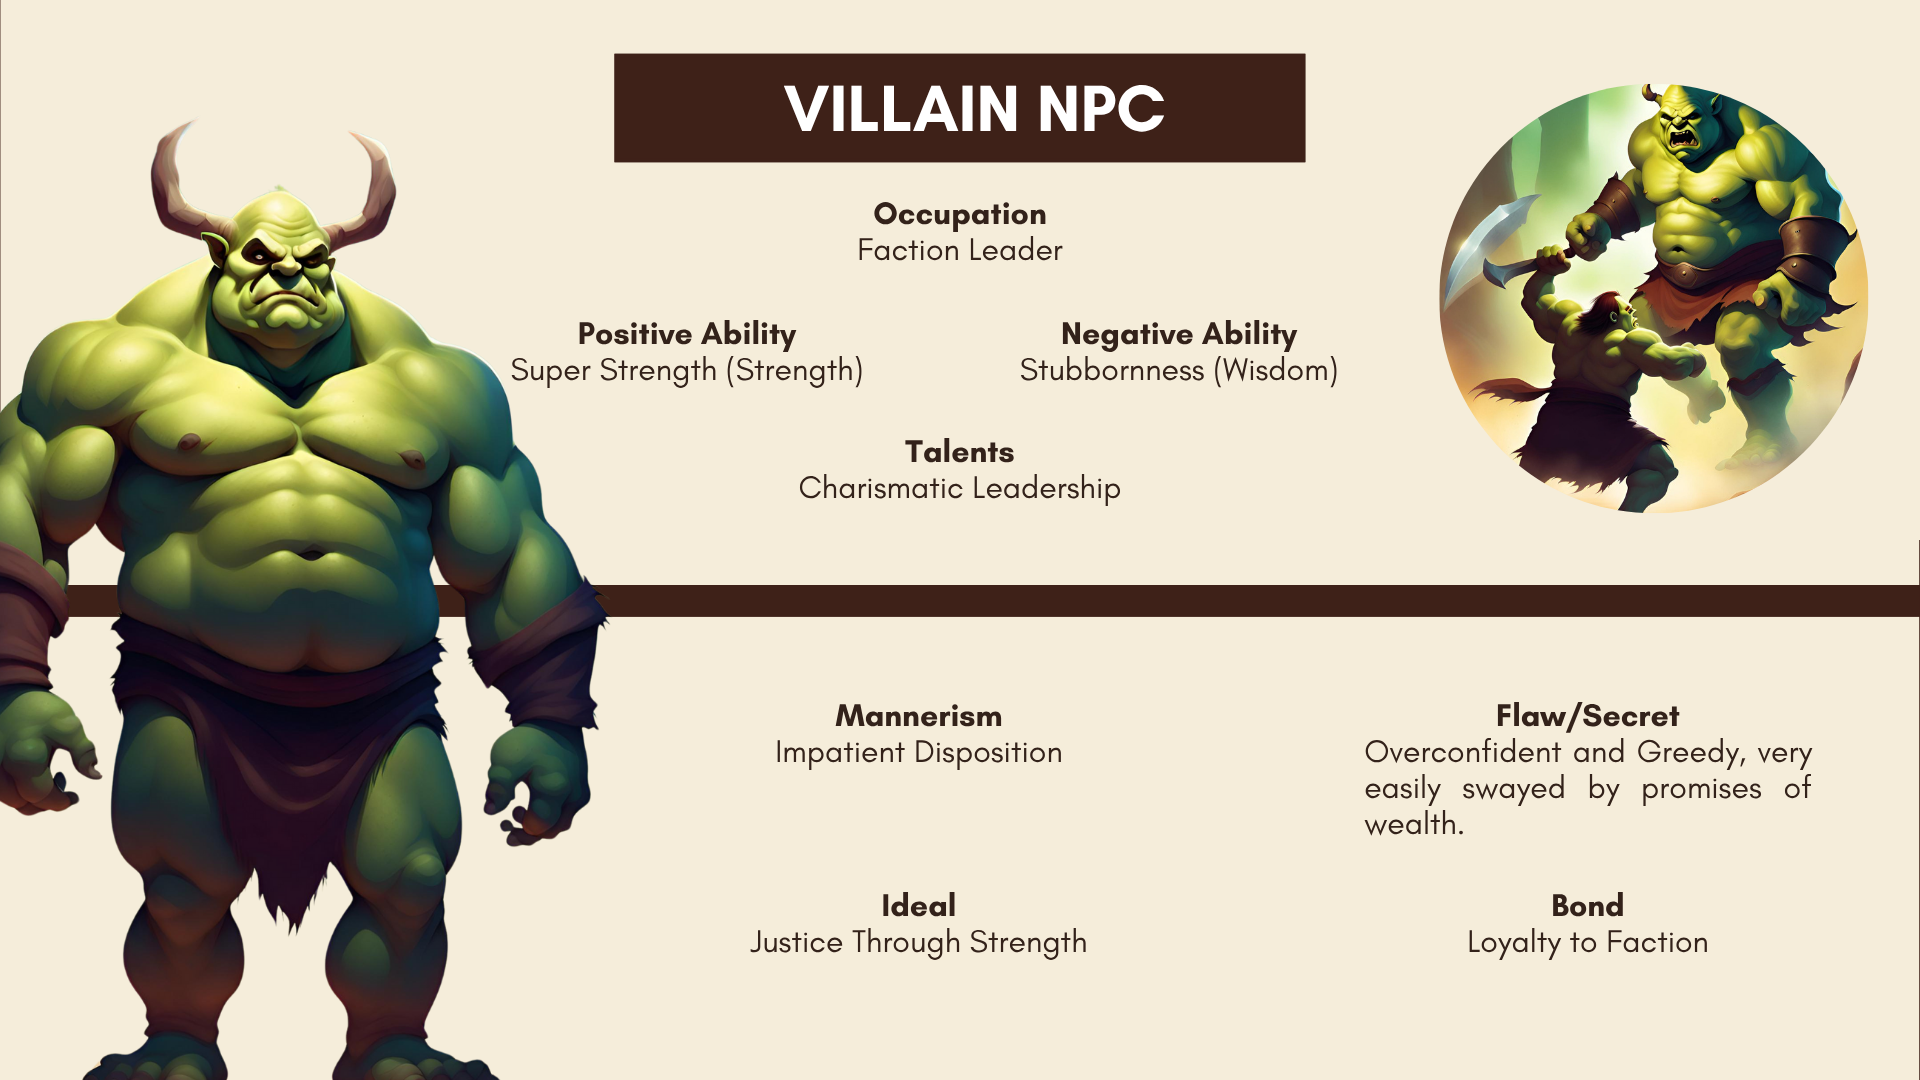 VILLAIN NPC
Occupation
Faction Leader
Positive Ability
Super Strength (Strength)
Negative Ability
Stubbornness (Wisdom)
Talents
Charismatic Leadership
Mannerism
Impatient Disposition
Flaw/Secret
Overconfident and Greedy, very
easily swayed by promises of
wealth.
Ideal
Justice Through Strength
Bond
Loyalty to Faction